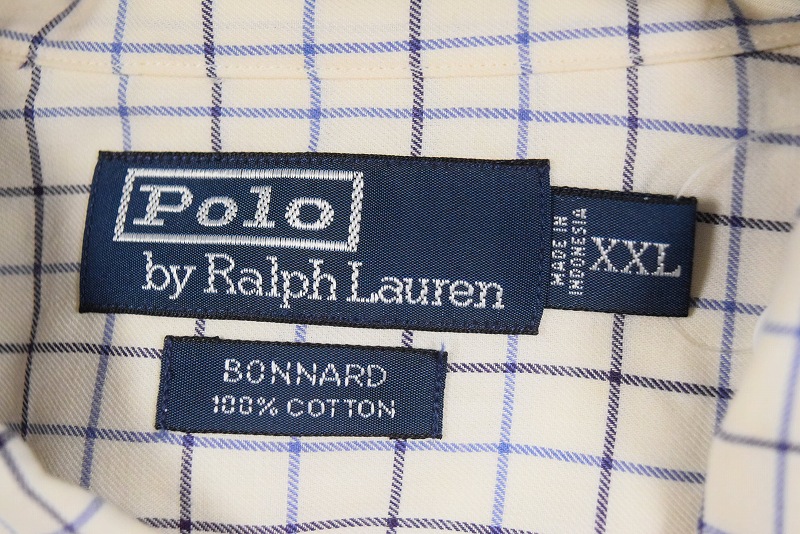 Polo
by Ralph Lauren
MADE IN
INDONESIA
XXL
BONNARD
100% COTTON